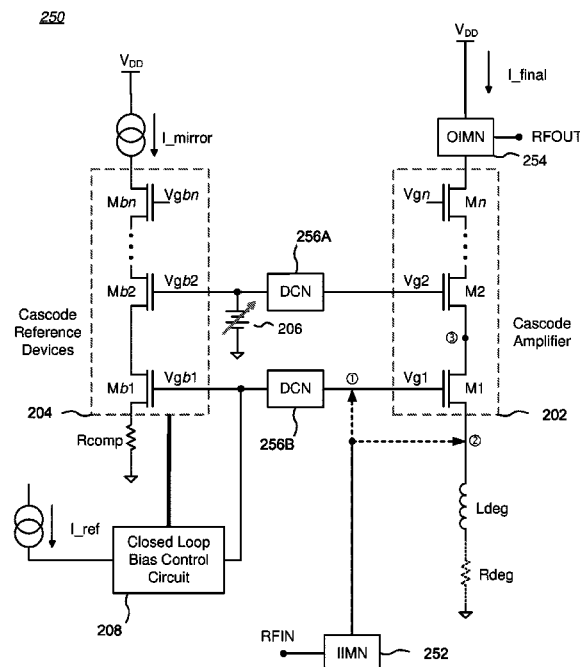 250
V_DD
V_DD
I_final
I_mirror
OIMN
RFOUT
254
Mbn
Vgbn
Vgn
Mn
256A
Mb2
Vgb2
DCN
Vg2
M2
206
Cascode
Reference
Devices
③
Cascode
Amplifier
Mb1
Vgb1
DCN
①
Vg1
M1
204
256B
202
Rcomp
②
I_ref
Ldeg
Closed Loop
Bias Control
Circuit
Rdeg
208
RFIN
IIMN
252